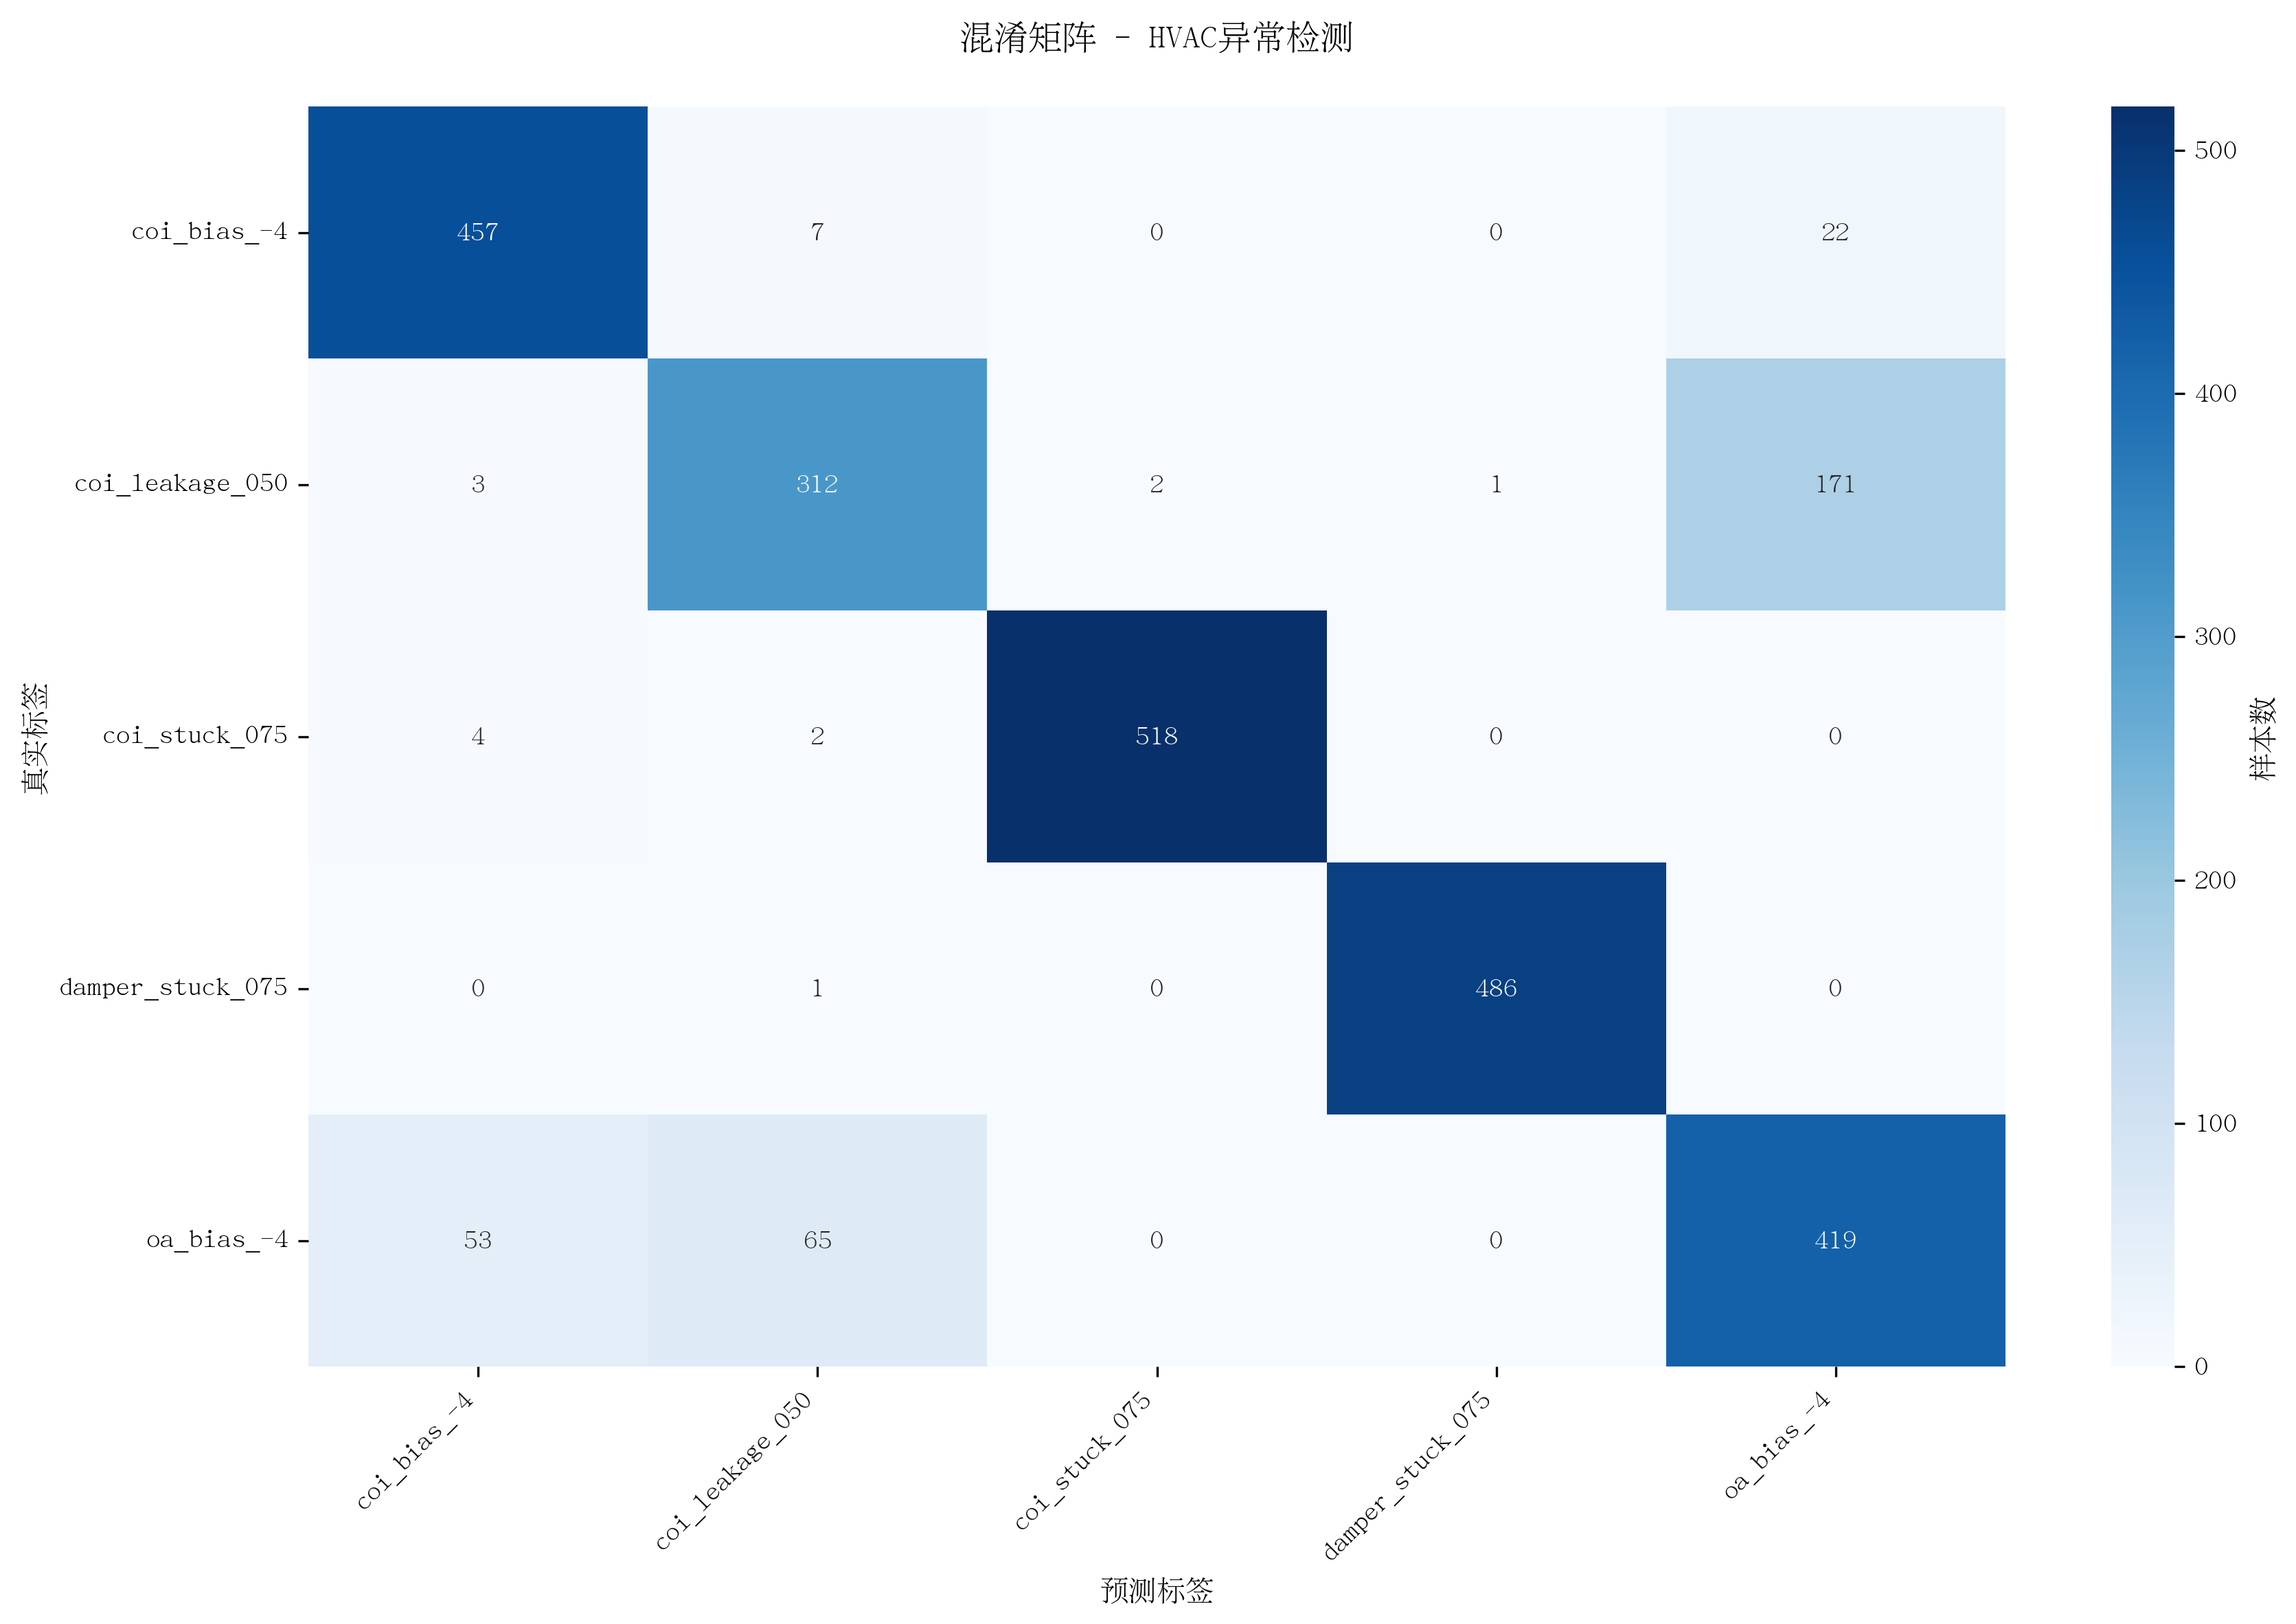 混淆矩阵 - HVAC异常检测
coi_bias_-4
457
7
0
0
22
coi_leakage_050
3
312
2
1
171
coi_stuck_075
4
2
518
0
0
damper_stuck_075
0
1
0
486
0
oa_bias_-4
53
65
0
0
419
真实标签
coi_bias_-4
coi_leakage_050
coi_stuck_075
damper_stuck_075
oa_bias_-4
预测标签
500
400
300
200
100
0
样本数